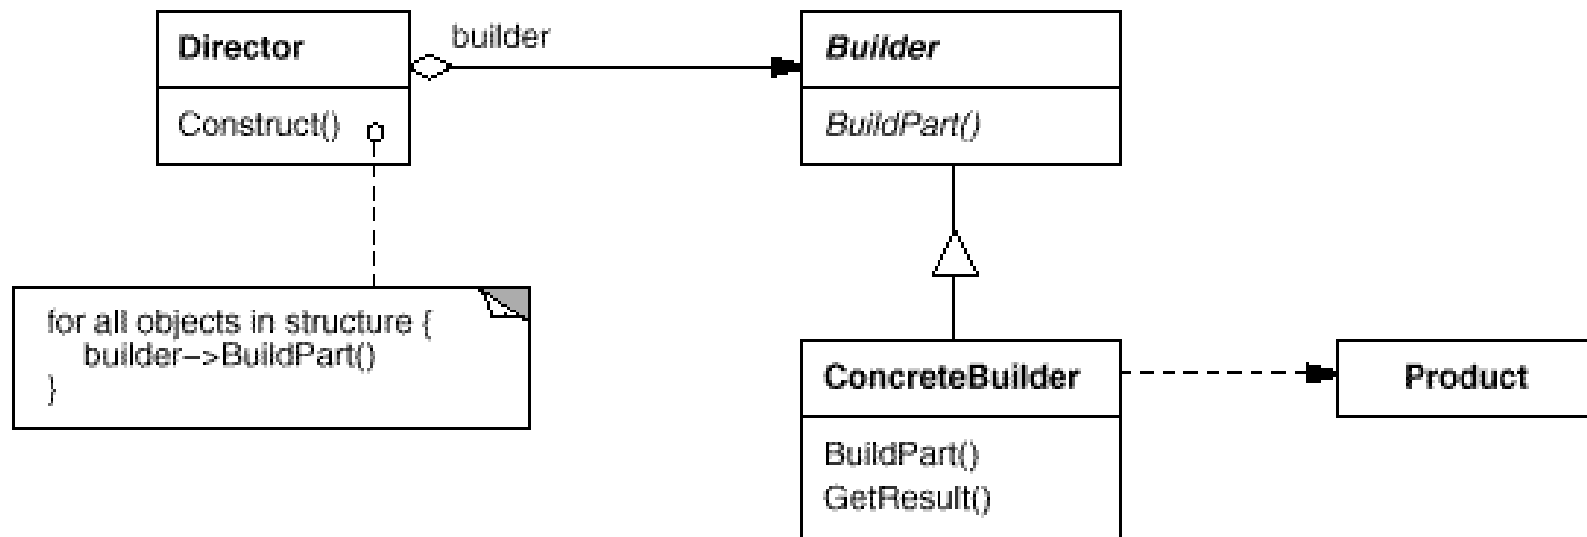 Director
builder
Builder
Construct()
BuildPart()
for all objects in structure {
builder–>BuildPart()
}
ConcreteBuilder
Product
BuildPart()
GetResult()